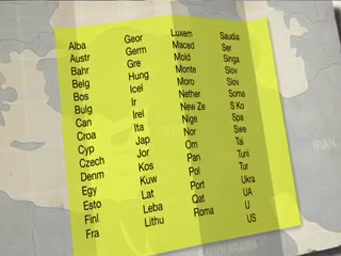 Alba
Austr
Bahr
Belg
Bos
Bulg
Can
Croa
Cyp
Czech
Denm
Egy
Esto
Finl
Fra
Geor
Germ
Gre
Hung
Icel
Ir
Irel
Ita
Jap
Jor
Kos
Kuw
Lat
Leba
Lithu
Luxem
Maced
Mold
Monte
Moro
Nether
New Ze
Nige
Nor
Om
Pan
Pol
Port
Qat
Roma
Saudia
Ser
Singa
Slov
Slov
Soma
S Ko
Spa
Swe
Tai
Tuni
Tur
Ukra
UA
U
US
IRAN
ARABIA